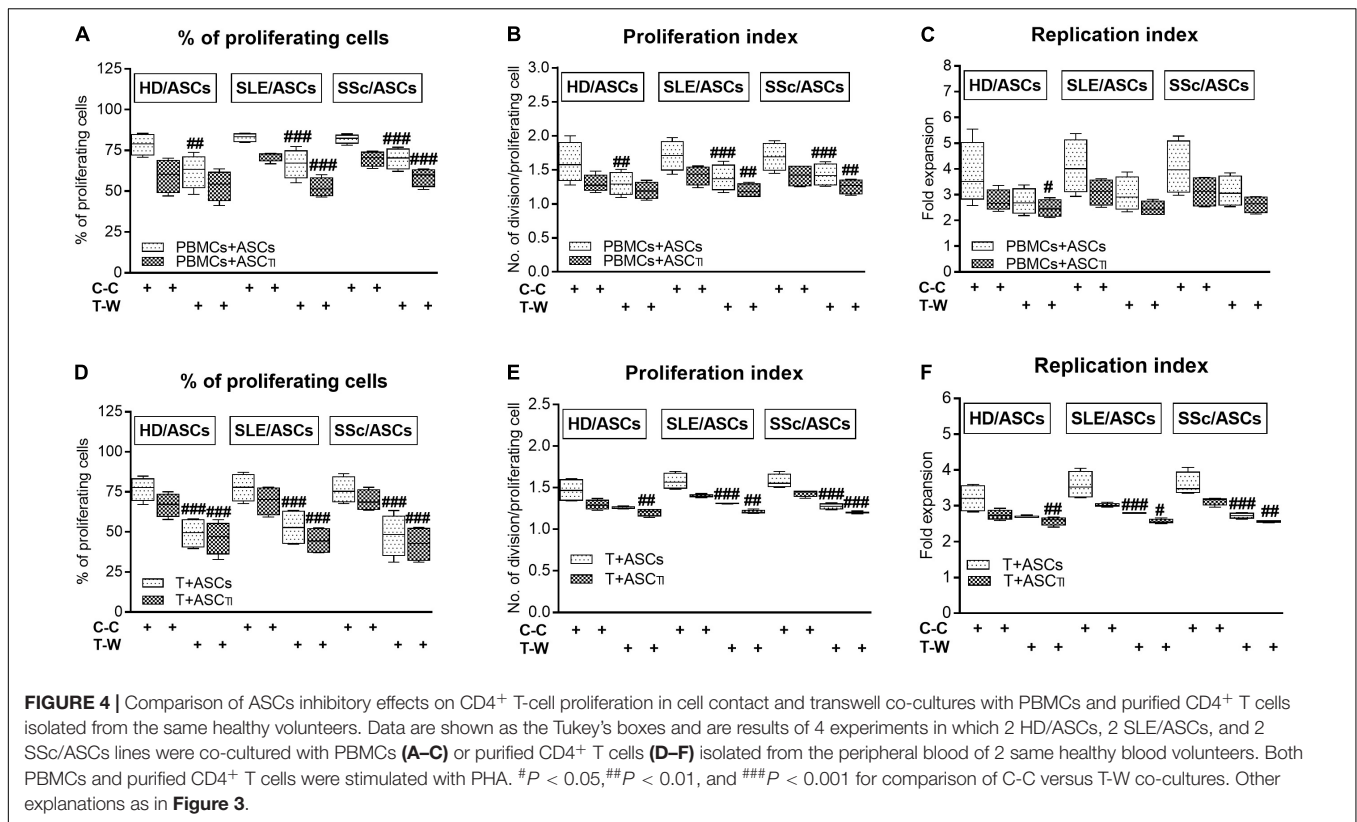 A % of proliferating cells
% of proliferating cells
125
100
75
50
25
0
HD/ASCs SLE/ASCs SSc/ASCs
## ### ### ### ###
PBMCs+ASCs
PBMCs+ASCTI
C-C + + + + + +
T-W + + + + + +
B Proliferation index
No. of division/proliferating cell
3.0
2.5
2.0
1.5
1.0
0.5
0.0
HD/ASCs SLE/ASCs SSc/ASCs
## ### ## ### ##
PBMCs+ASCs
PBMCs+ASCTI
+ + + + + +
+ + + + + +
C Replication index
Fold expansion
8
7
6
5
4
3
2
1
0
HD/ASCs SLE/ASCs SSc/ASCs
#
PBMCs+ASCs
PBMCs+ASCTI
C-C + + + + + +
T-W + + + + + +
D % of proliferating cells
% of proliferating cells
125
100
75
50
25
0
HD/ASCs SLE/ASCs SSc/ASCs
### ### ### ### ### ###
T+ASCs
T+ASCTI
C-C + + + + + +
T-W + + + + + +
E Proliferation index
No. of division/proliferating cell
2.5
2.0
1.5
1.0
0.5
0.0
HD/ASCs SLE/ASCs SSc/ASCs
## ### ## ### ###
T+ASCs
T+ASCTI
C-C + + + + + +
T-W + + + + + +
F Replication index
Fold expansion
6
5
4
3
2
1
0
HD/ASCs SLE/ASCs SSc/ASCs
## ### # ### ##
T+ASCs
T+ASCTI
C-C + + + + + +
T-W + + + + + +
FIGURE 4 | Comparison of ASCs inhibitory effects on CD4+ T-cell proliferation in cell contact and transwell co-cultures with PBMCs and purified CD4+ T cells
isolated from the same healthy volunteers. Data are shown as the Tukey's boxes and are results of 4 experiments in which 2 HD/ASCs, 2 SLE/ASCs, and 2
SSc/ASCs lines were co-cultured with PBMCs (A–C) or purified CD4+ T cells (D–F) isolated from the peripheral blood of 2 same healthy blood volunteers. Both
PBMCs and purified CD4+ T cells were stimulated with PHA. #P < 0.05,##P < 0.01, and ###P < 0.001 for comparison of C-C versus T-W co-cultures. Other
explanations as in Figure 3.